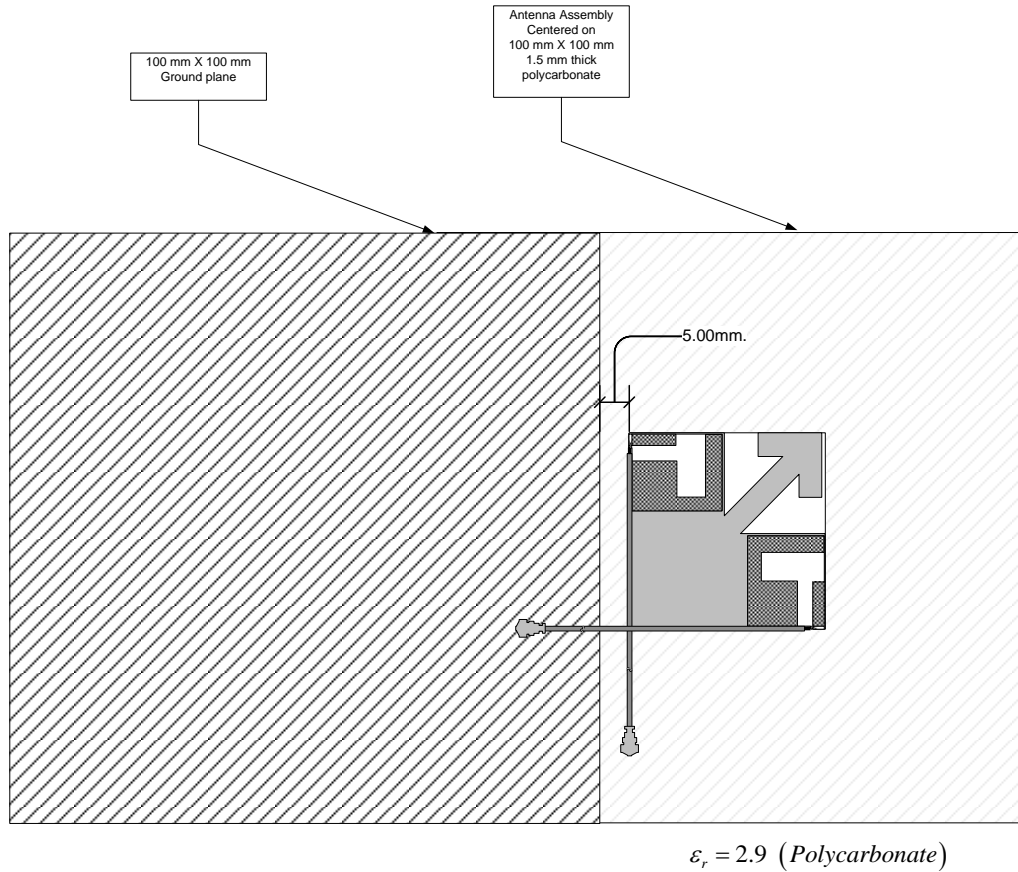 100 mm X 100 mm
Ground plane
Antenna Assembly
Centered on
100 mm X 100 mm
1.5 mm thick
polycarbonate
5.00mm.
εr = 2.9 (Polycarbonate)